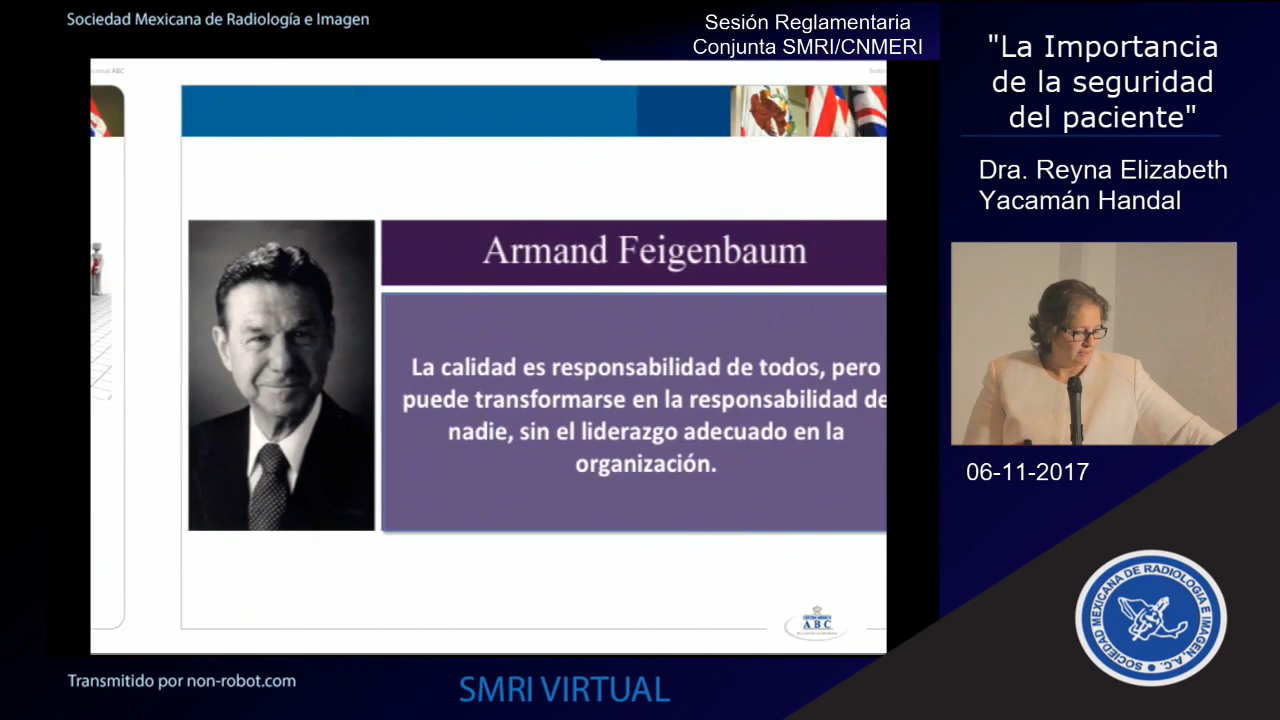 Sociedad Mexicana de Radiología e Imagen
Sesión Reglamentaria
Conjunta SMRI/CNMERI
"La Importancia
de la seguridad
del paciente"
Dra. Reyna Elizabeth
Yacamán Handal
ABC
Armand Feigenbaum
La calidad es responsabilidad de todos, pero
puede transformarse en la responsabilidad de
nadie, sin el liderazgo adecuado en la
organización.
06-11-2017
CENTRO MÉDICO
ABC
SOCIEDAD MEXICANA DE RADIOLOGIA E IMAGEN, A.C.
Transmitido por non-robot.com
SMRI VIRTUAL